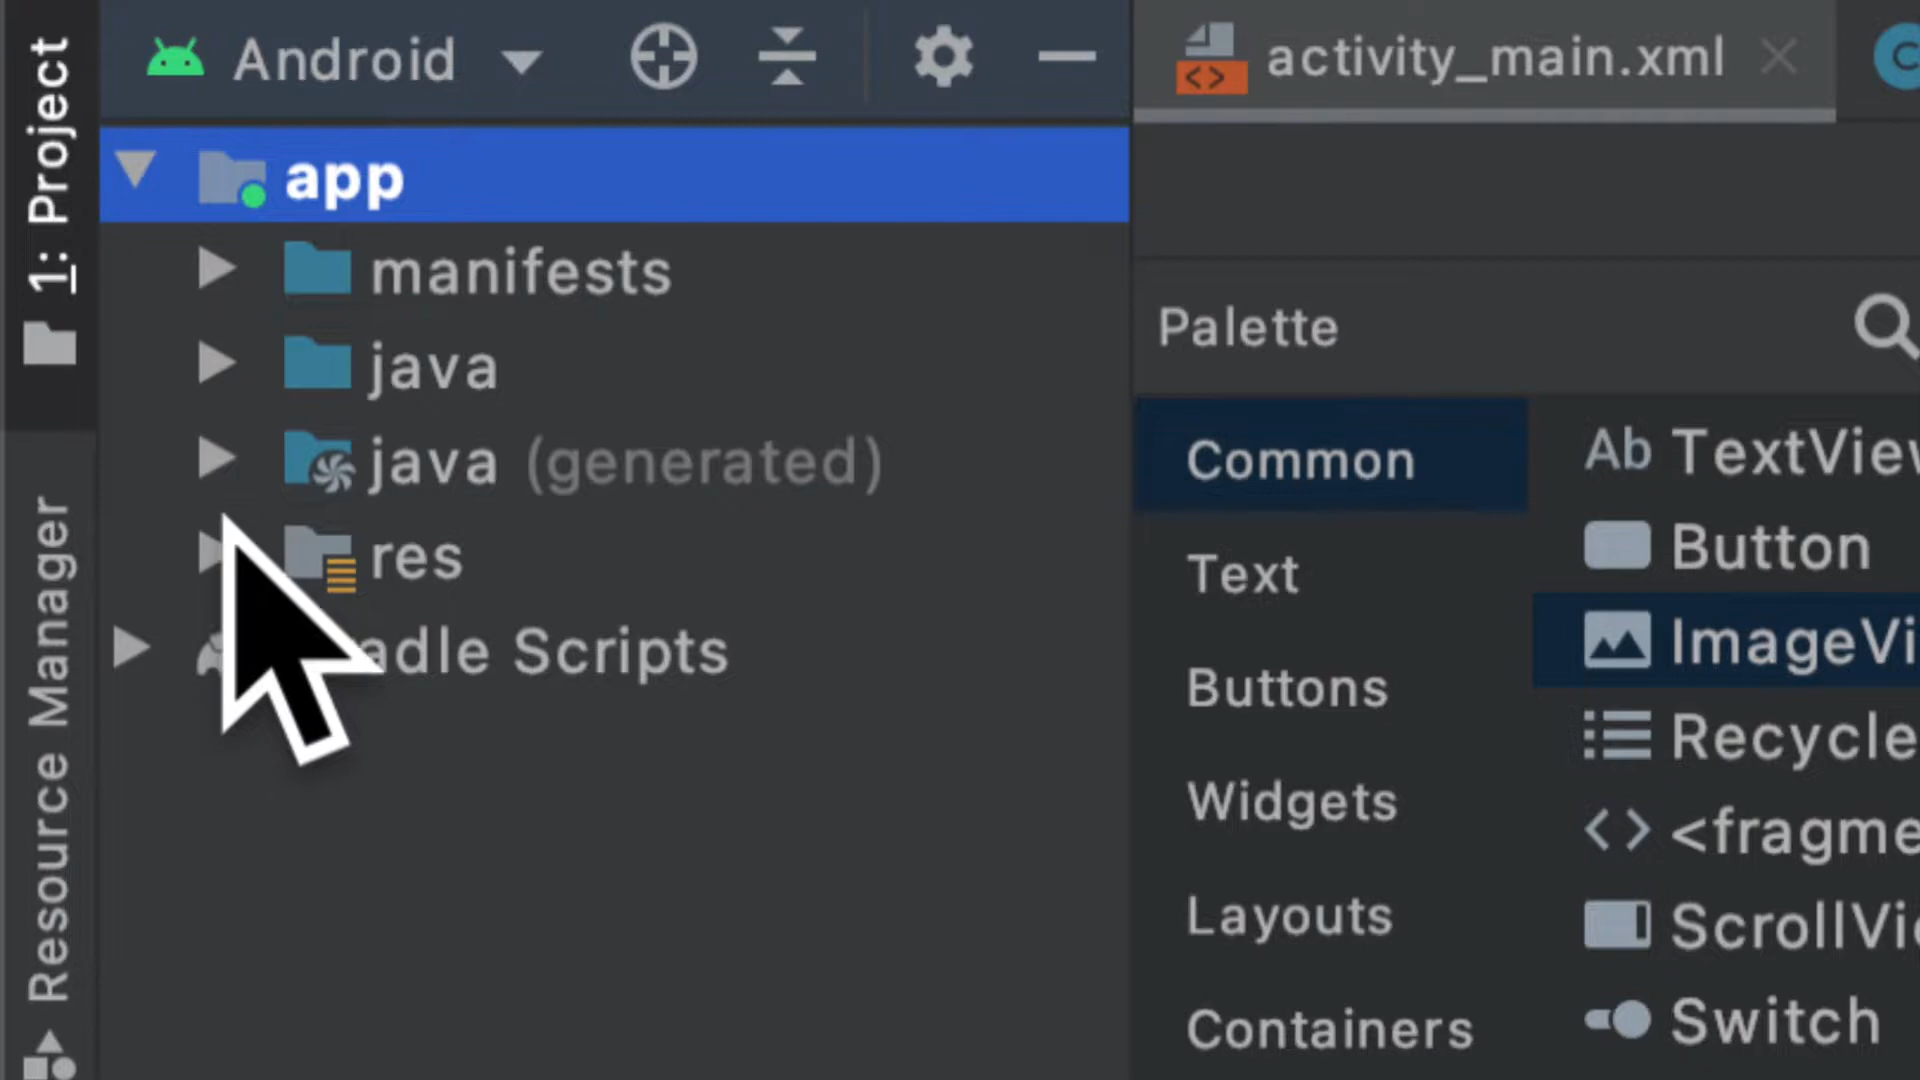 1: Project
Resource Manager
Android
app
manifests
java
java (generated)
res
adle Scripts
activity_main.xml
Palette
Common
Text
Buttons
Widgets
Layouts
Containers
Ab TextView
Button
ImageVi
Recycle
<fragme
ScrollVi
Switch